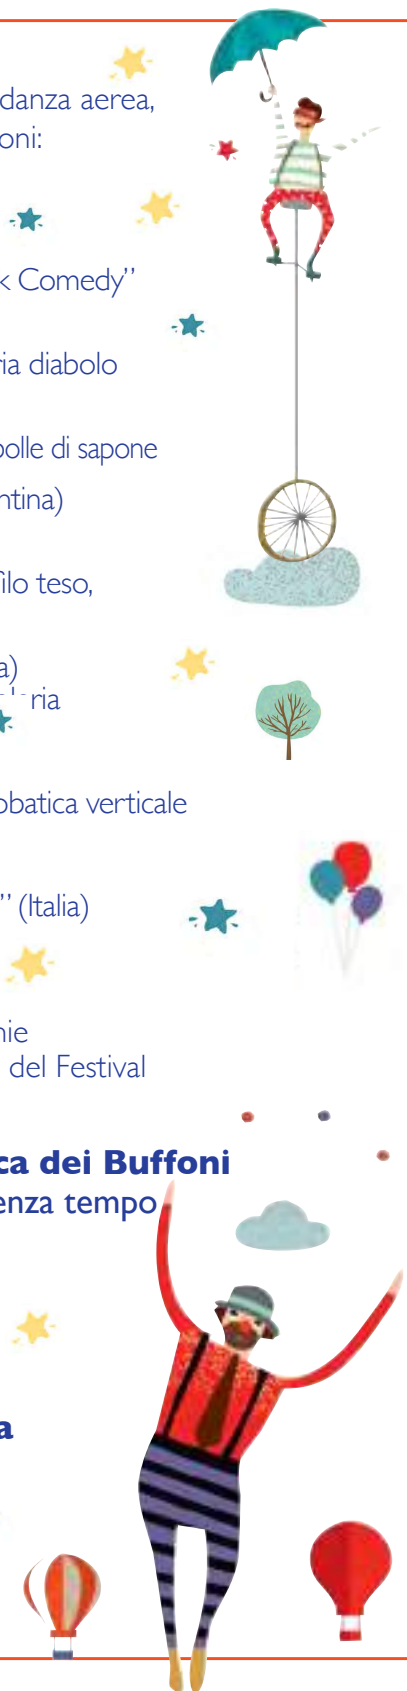 danza aerea,
oni:
k Comedy”
ria diabolo
bolle di sapone
ntina)
filo teso,
a)
ria
obatica verticale
” (Italia)
nie
del Festival
ca dei Buffoni
enza tempo
a